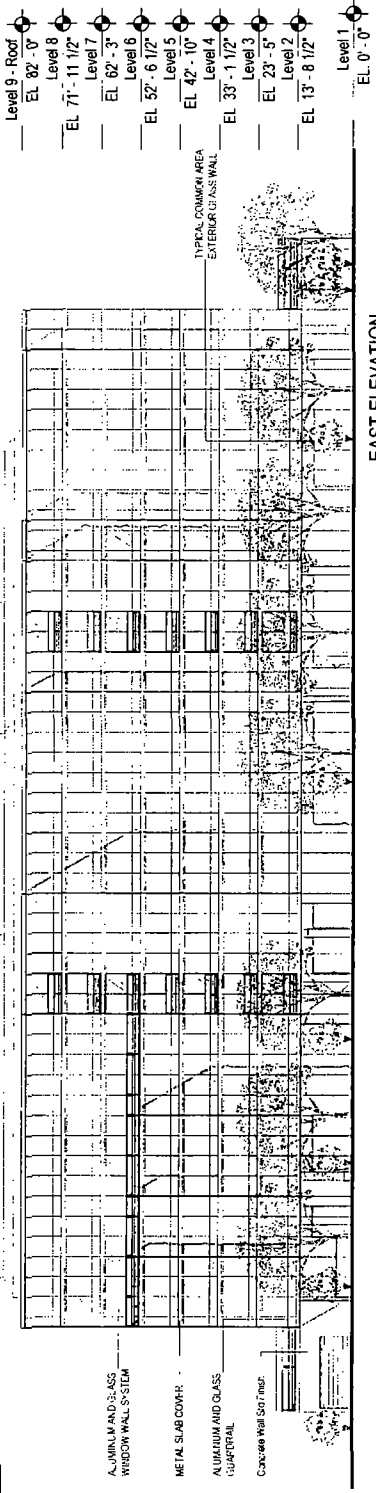 Level 9 - Roof
EL 82' - 0"
Level 8
EL 71' - 11 1/2"
Level 7
EL 62' - 3"
Level 6
EL 52' - 6 1/2"
Level 5
EL 42' - 10"
Level 4
EL 33' - 1 1/2"
Level 3
EL 23' - 5"
Level 2
EL 13' - 8 1/2"
Level 1
EL. 0' - 0"
TYPICAL COMMON AREA
EXTERIOR GLASS WALL
ALUMINUM AND GLASS
WINDOW WALL SYSTEM
METAL SLAB COVER
ALUMINUM AND GLASS
GUARDRAIL
Concrete Wall Sto Finish
EAST ELEVATION